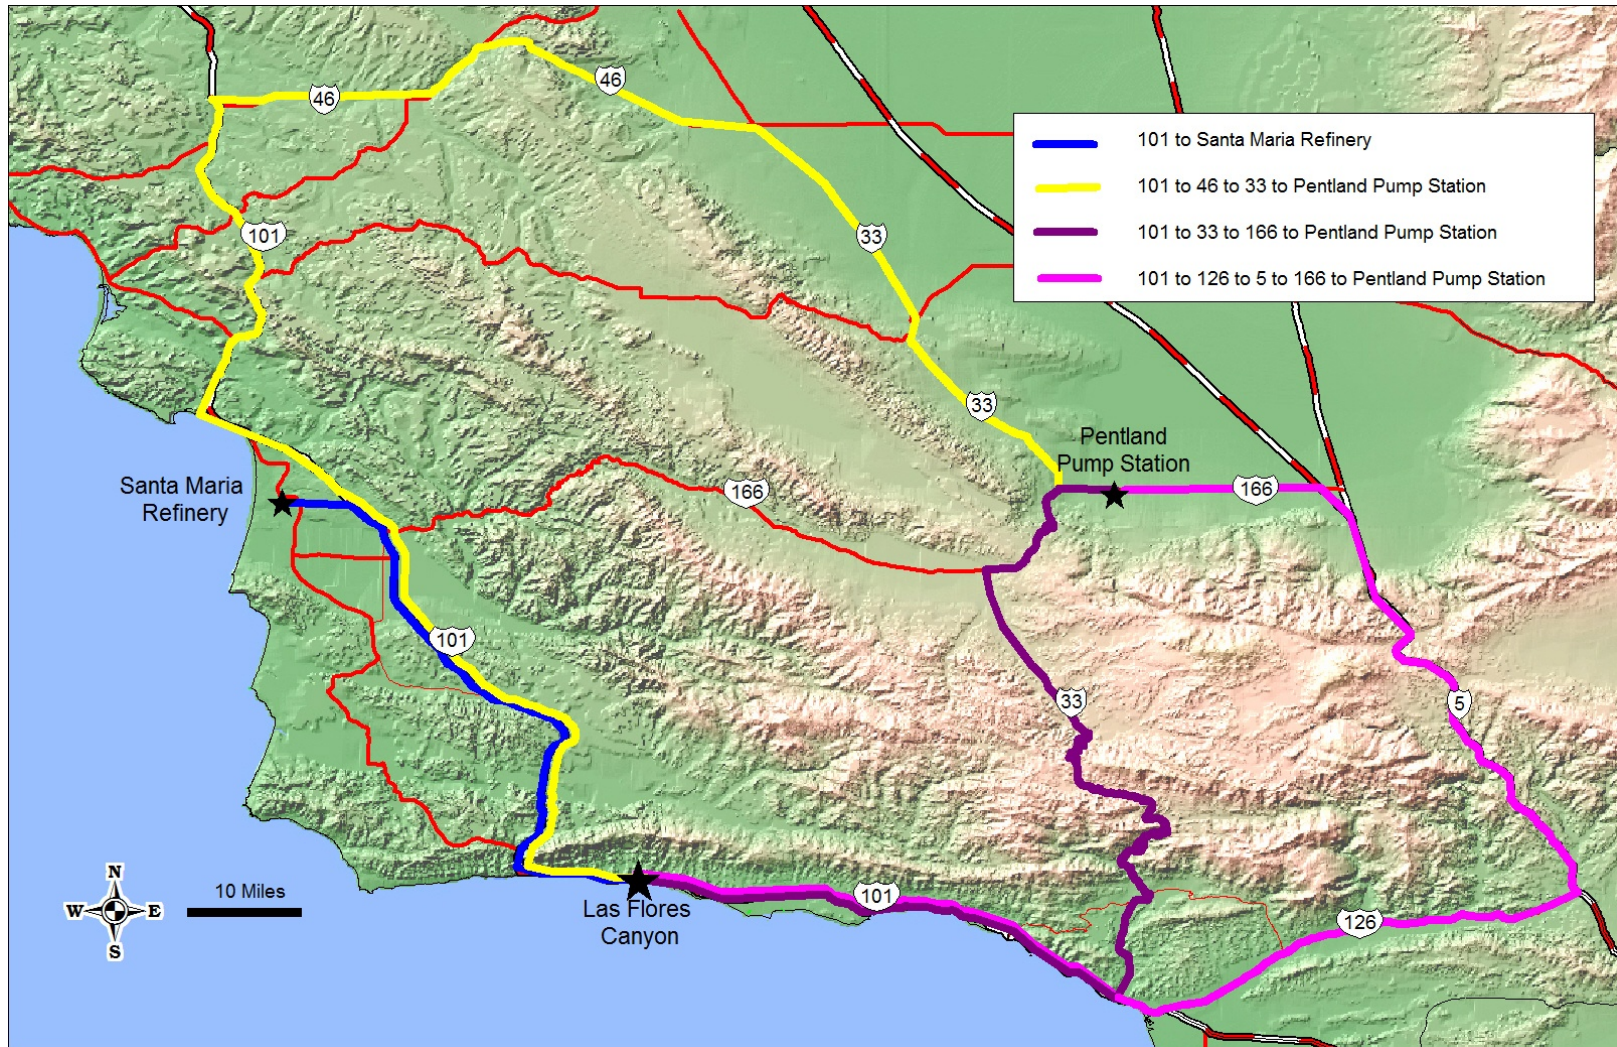 46
46
101 to Santa Maria Refinery
101 to 46 to 33 to Pentland Pump Station
101 to 33 to 166 to Pentland Pump Station
101 to 126 to 5 to 166 to Pentland Pump Station
101
33
33
Pentland
Pump Station
Santa Maria
Refinery
166
166
101
33
5
10 Miles
N
W
E
S
Las Flores
Canyon
101
126